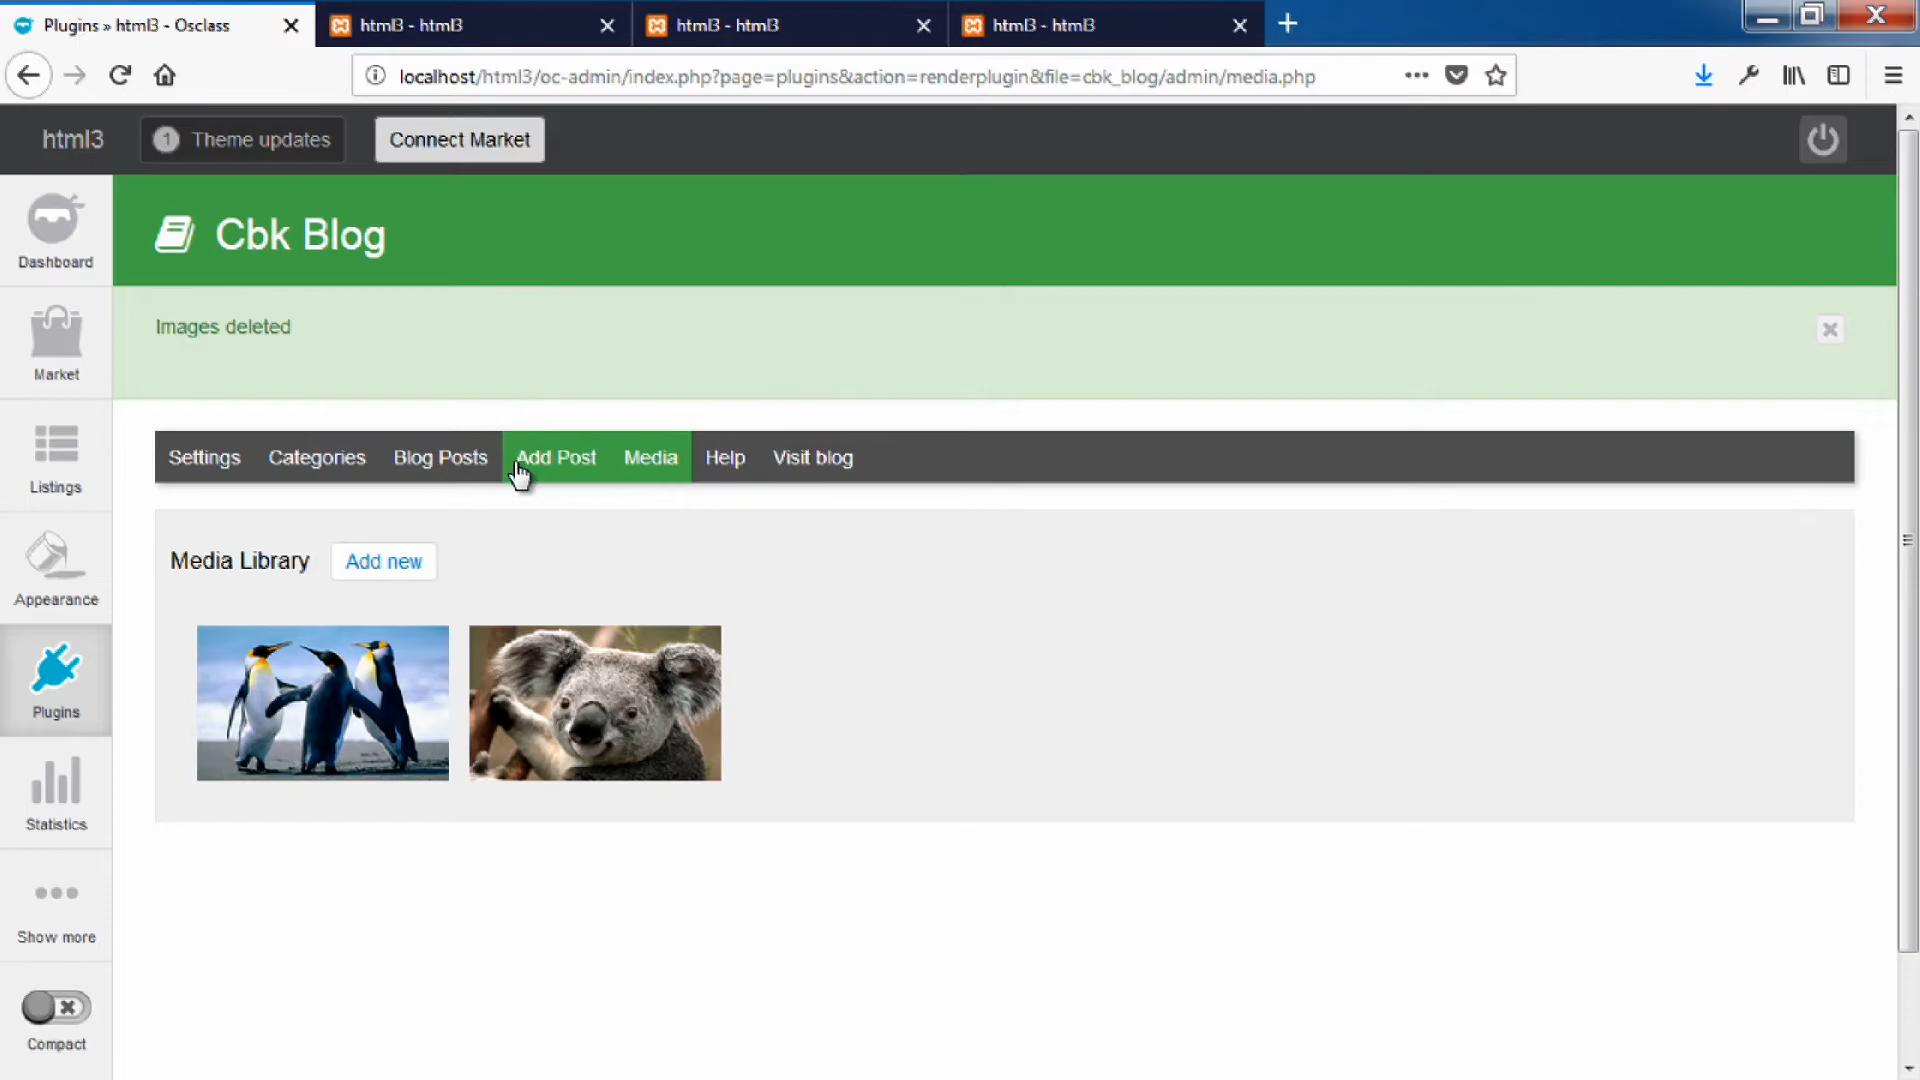 Plugins » html3 - Osclass
html3 - html3
html3 - html3
html3 - html3
localhost/html3/oc-admin/index.php?page=plugins&action=renderplugin&file=cbk_blog/admin/media.php
html3
1 Theme updates
Connect Market
Dashboard
Market
Listings
Appearance
Plugins
Statistics
Show more
Compact
Cbk Blog
Images deleted
Settings Categories Blog Posts Add Post Media Help Visit blog
Media Library Add new